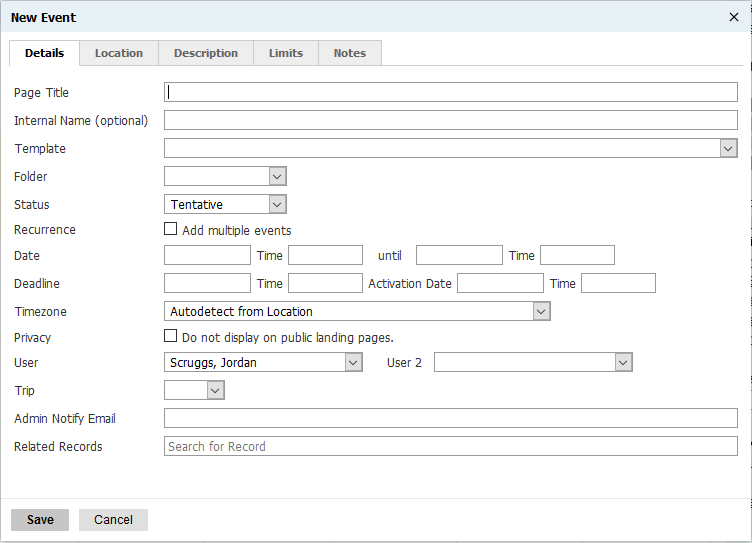 New Event
Details Location Description Limits Notes
Page Title
Internal Name (optional)
Template
Folder
Status Tentative
Recurrence Add multiple events
Date Time until Time
Deadline Time Activation Date Time
Timezone Autodetect from Location
Privacy Do not display on public landing pages.
User Scruggs, Jordan User 2
Trip
Admin Notify Email
Related Records Search for Record
Save Cancel